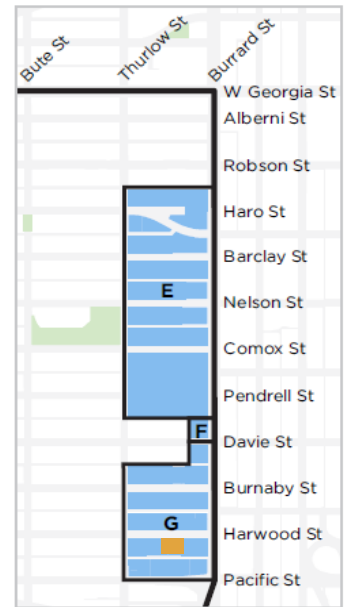 Bute St
Thurlow St
Burrard St
W Georgia St
Alberni St
Robson St
Haro St
Barclay St
E
Nelson St
Comox St
Pendrell St
F
Davie St
Burnaby St
G
Harwood St
Pacific St